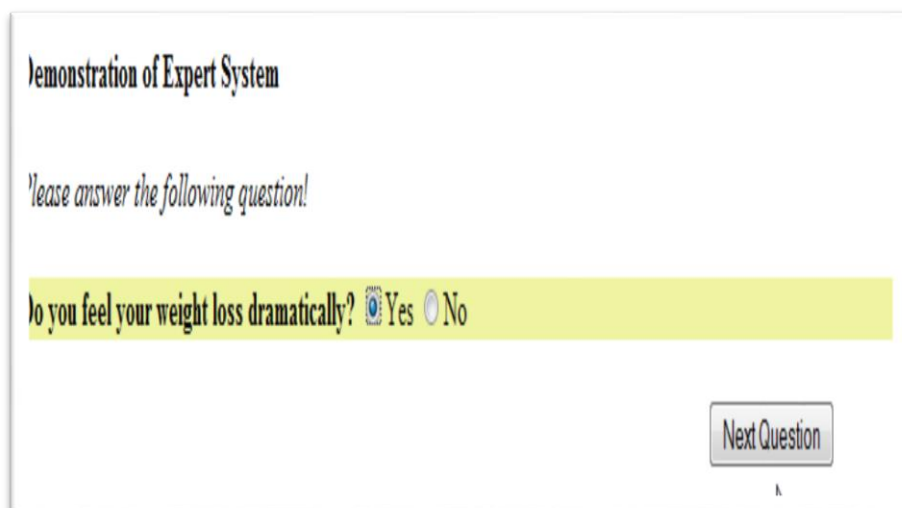 Demonstration of Expert System
Please answer the following question!
Do you feel your weight loss dramatically? Yes No
Next Question